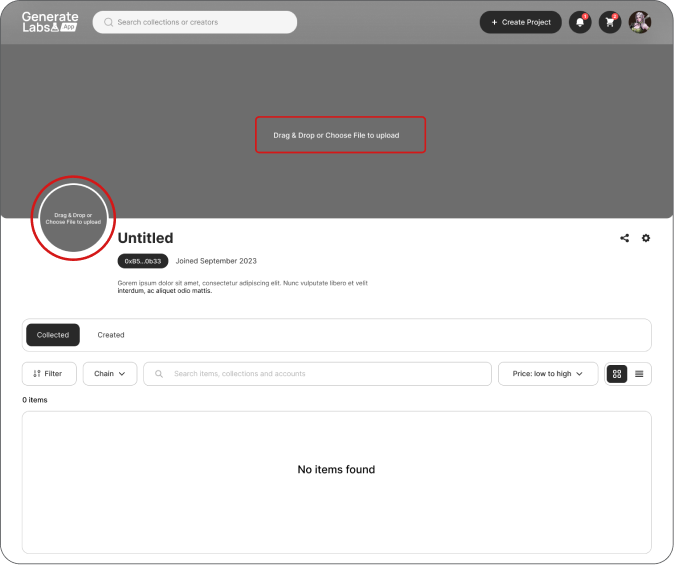 Generate
Labs App
Search collections or creators
+ Create Project
Drag & Drop or Choose File to upload
Drag & Drop or
Choose File to upload
Untitled
0xB5...0b33
Joined September 2023
Gorem ipsum dolor sit amet, consectetur adipiscing elit. Nunc vulputate libero et velit
interdum, ac aliquet odio mattis.
Collected
Created
Filter
Chain
Search items, collections and accounts
Price: low to high
0 items
No items found